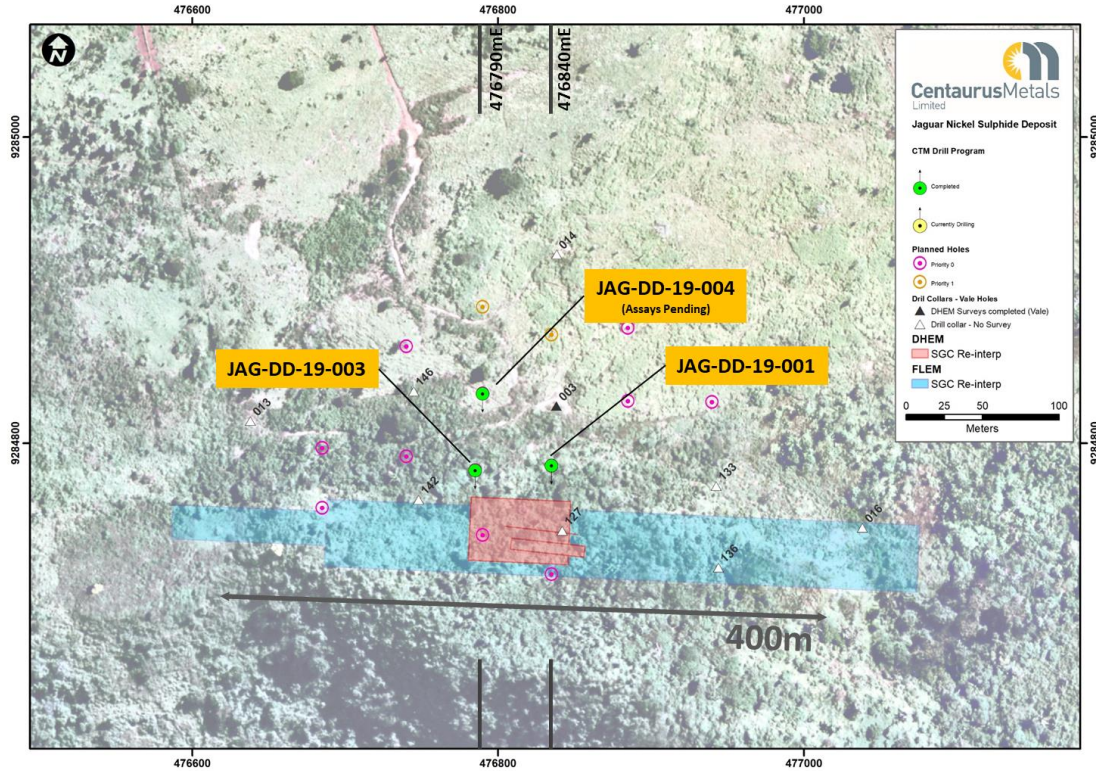 476600
476800
477000
476790mE
476840mE
N
CentaurusMetals
Limited
Jaguar Nickel Sulphide Deposit
CTM Drill Program
Completed
Currently Drilling
Planned Holes
Priority 0
Priority 1
Dril Collars - Vale Holes
DHEM Surveys completed (Vale)
Drill collar - No Survey
DHEM
SGC Re-interp
FLEM
SGC Re-interp
0 25 50 100
Meters
9285000
9285000
014
JAG-DD-19-004
(Assays Pending)
JAG-DD-19-003
JAG-DD-19-001
146
003
013
9284800
9284800
142
133
127
016
136
400m
476600
476800
477000